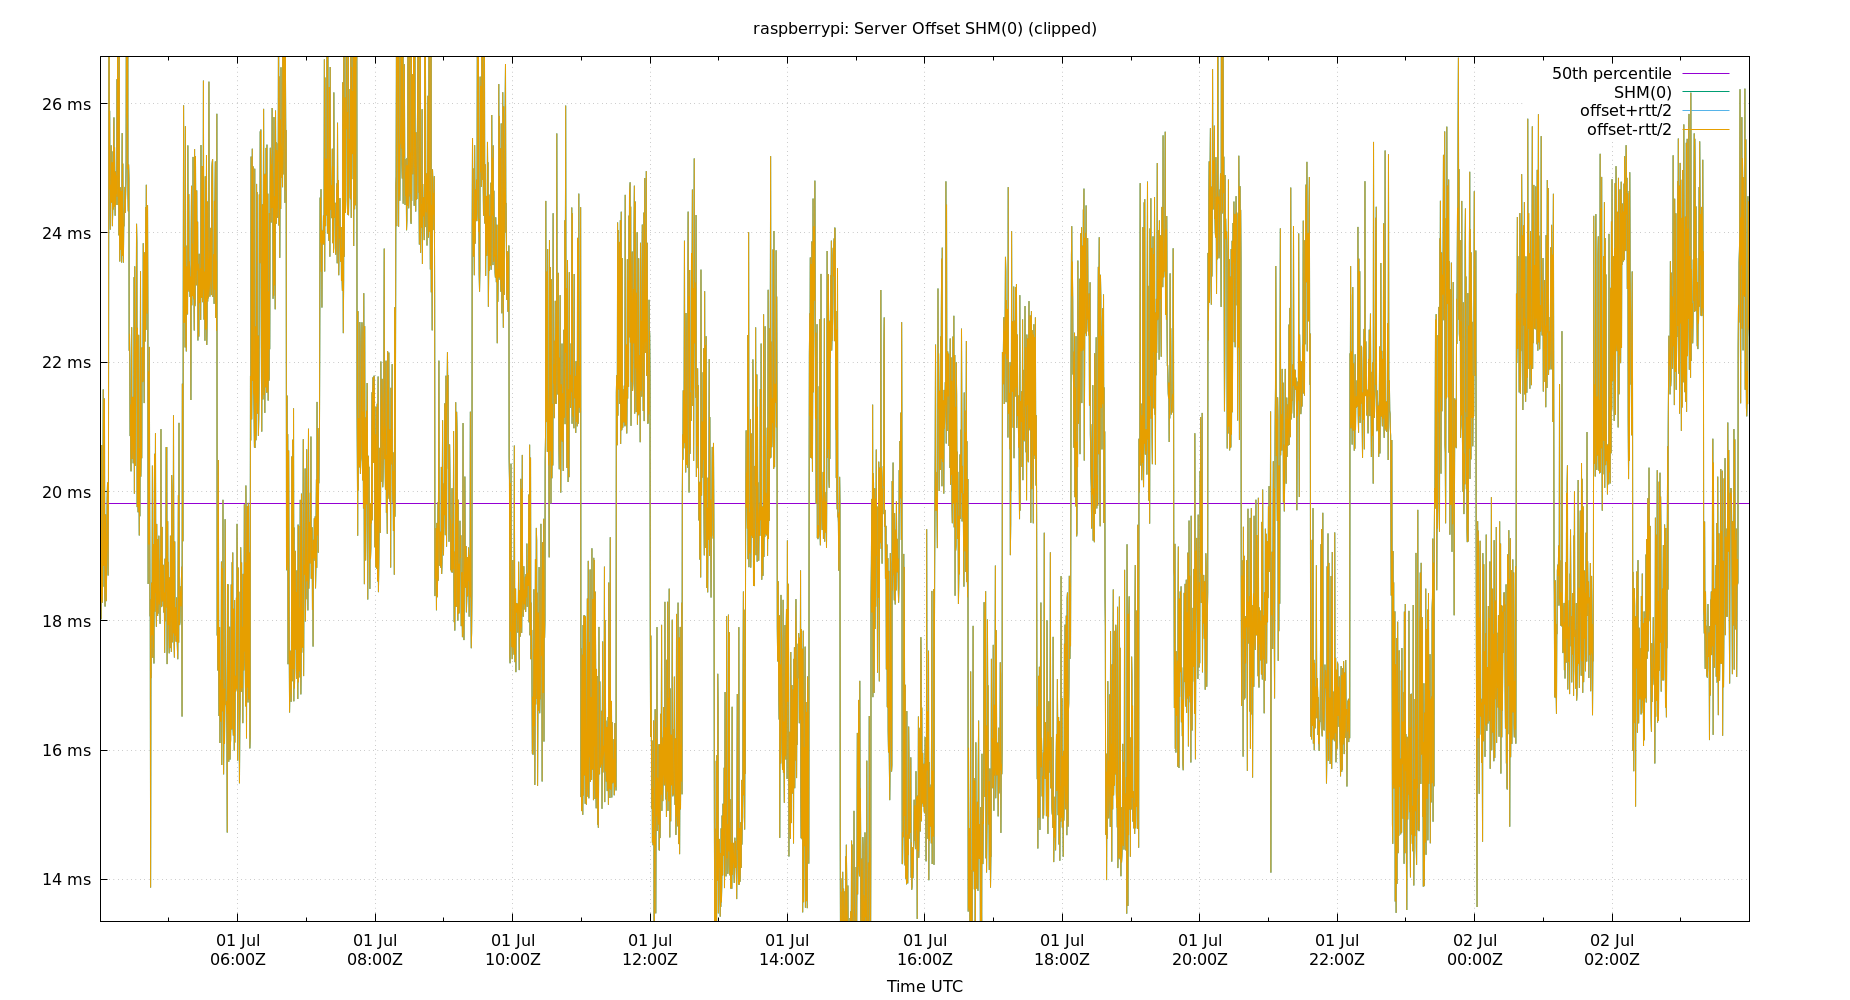 raspberrypi: Server Offset SHM(0) (clipped)
50th percentile
SHM(0)
offset+rtt/2
offset-rtt/2
26 ms
24 ms
22 ms
20 ms
18 ms
16 ms
14 ms
01 Jul 01 Jul 01 Jul 01 Jul 01 Jul 01 Jul 01 Jul 01 Jul 01 Jul 02 Jul 02 Jul
06:00Z 08:00Z 10:00Z 12:00Z 14:00Z 16:00Z 18:00Z 20:00Z 22:00Z 00:00Z 02:00Z
Time UTC